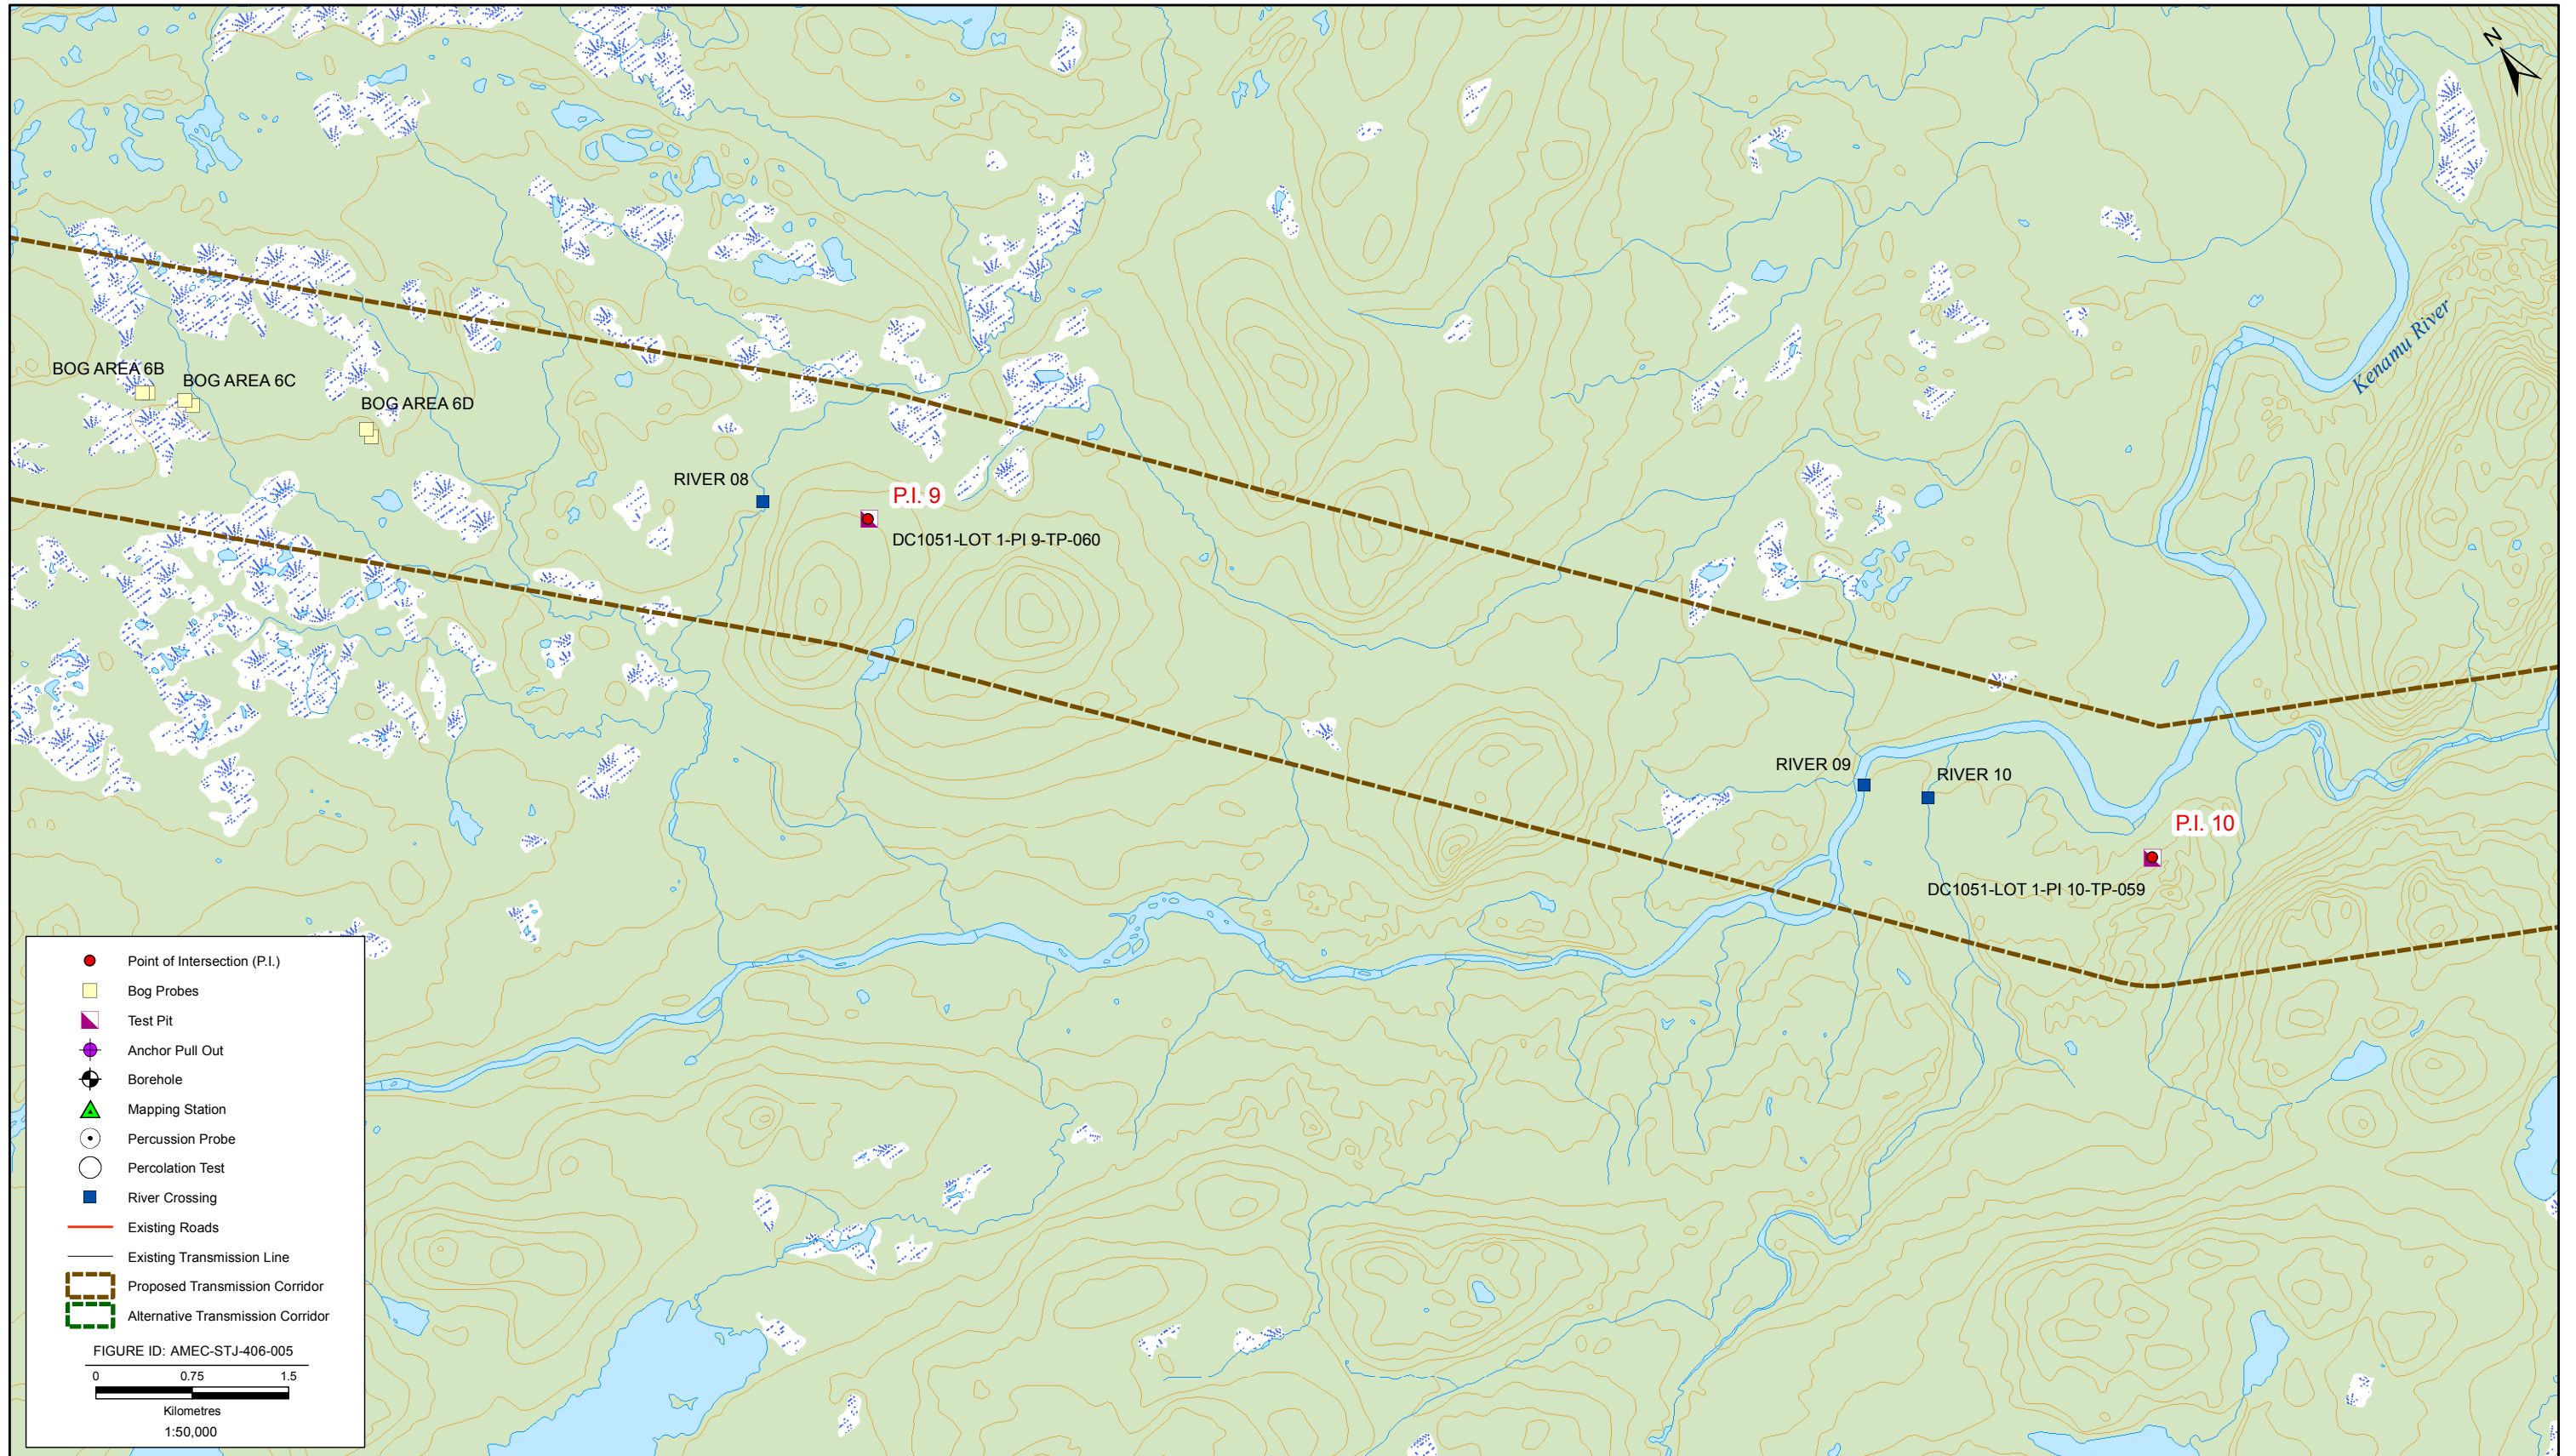 N
Kenamu River
BOG AREA 6B
BOG AREA 6C
BOG AREA 6D
RIVER 08
P.I. 9
DC1051-LOT 1-PI 9-TP-060
RIVER 09
RIVER 10
P.I. 10
DC1051-LOT 1-PI 10-TP-059
Point of Intersection (P.I.)
Bog Probes
Test Pit
Anchor Pull Out
Borehole
Mapping Station
Percussion Probe
Percolation Test
River Crossing
Existing Roads
Existing Transmission Line
Proposed Transmission Corridor
Alternative Transmission Corridor
FIGURE ID: AMEC-STJ-406-005
0 0.75 1.5
Kilometres
1:50,000